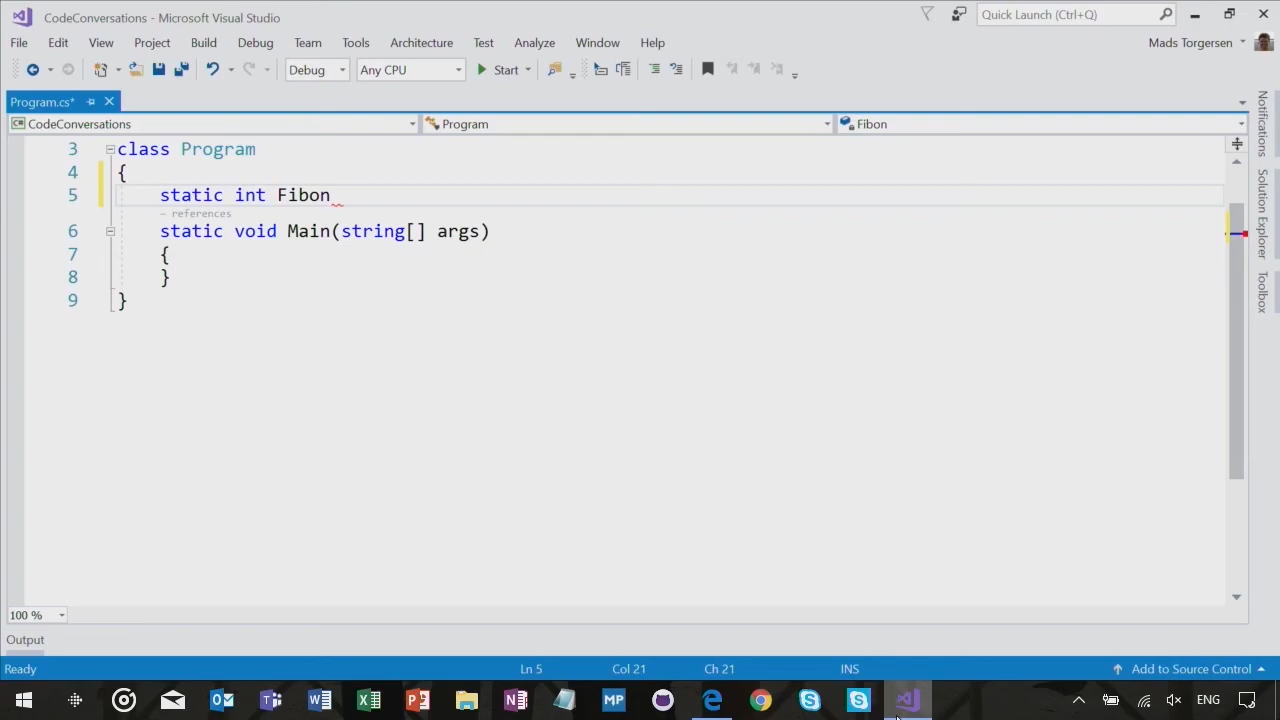 CodeConversations - Microsoft Visual Studio
Quick Launch (Ctrl+Q)
File Edit View Project Build Debug Team Tools Architecture Test Analyze Window Help
Mads Torgersen
Debug Any CPU Start
Program.cs*
CodeConversations Program Fibon
3 class Program
4 {
5 static int Fibon
– references
6 static void Main(string[] args)
7 {
8 }
9 }
Notifications
Solution Explorer
Toolbox
100 %
Output
Ready Ln 5 Col 21 Ch 21 INS Add to Source Control
MP ENG